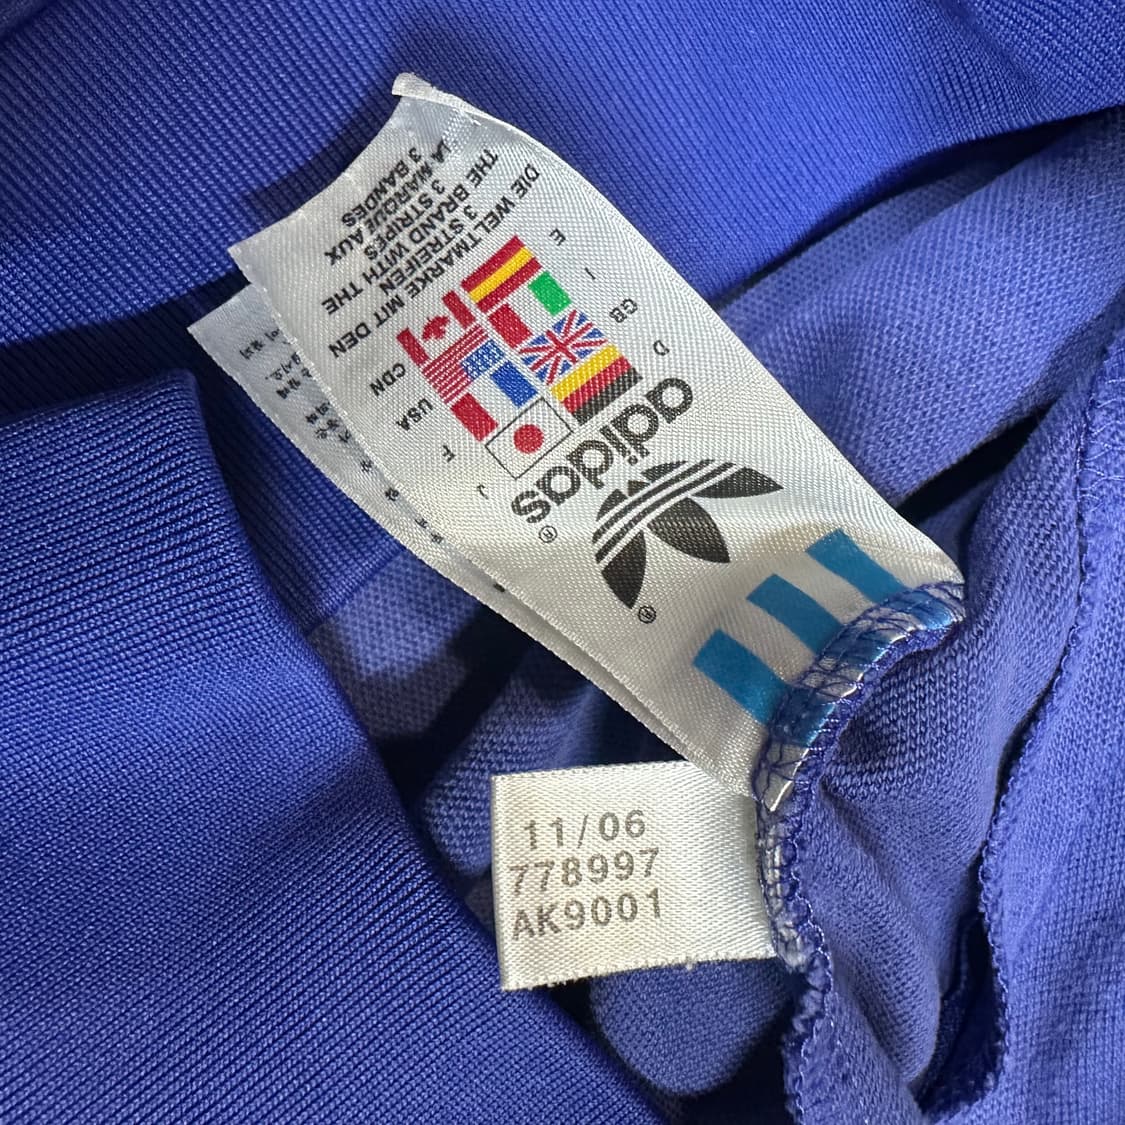 adidas®
®
D
GB
I
E
J
F
USA
CDN
DIE WELTMARKE MIT DEN
3 STREIFEN
THE BRAND WITH THE
3 STRIPES
LA MARQUE AUX
3 BANDES
11/06
778997
AK9001